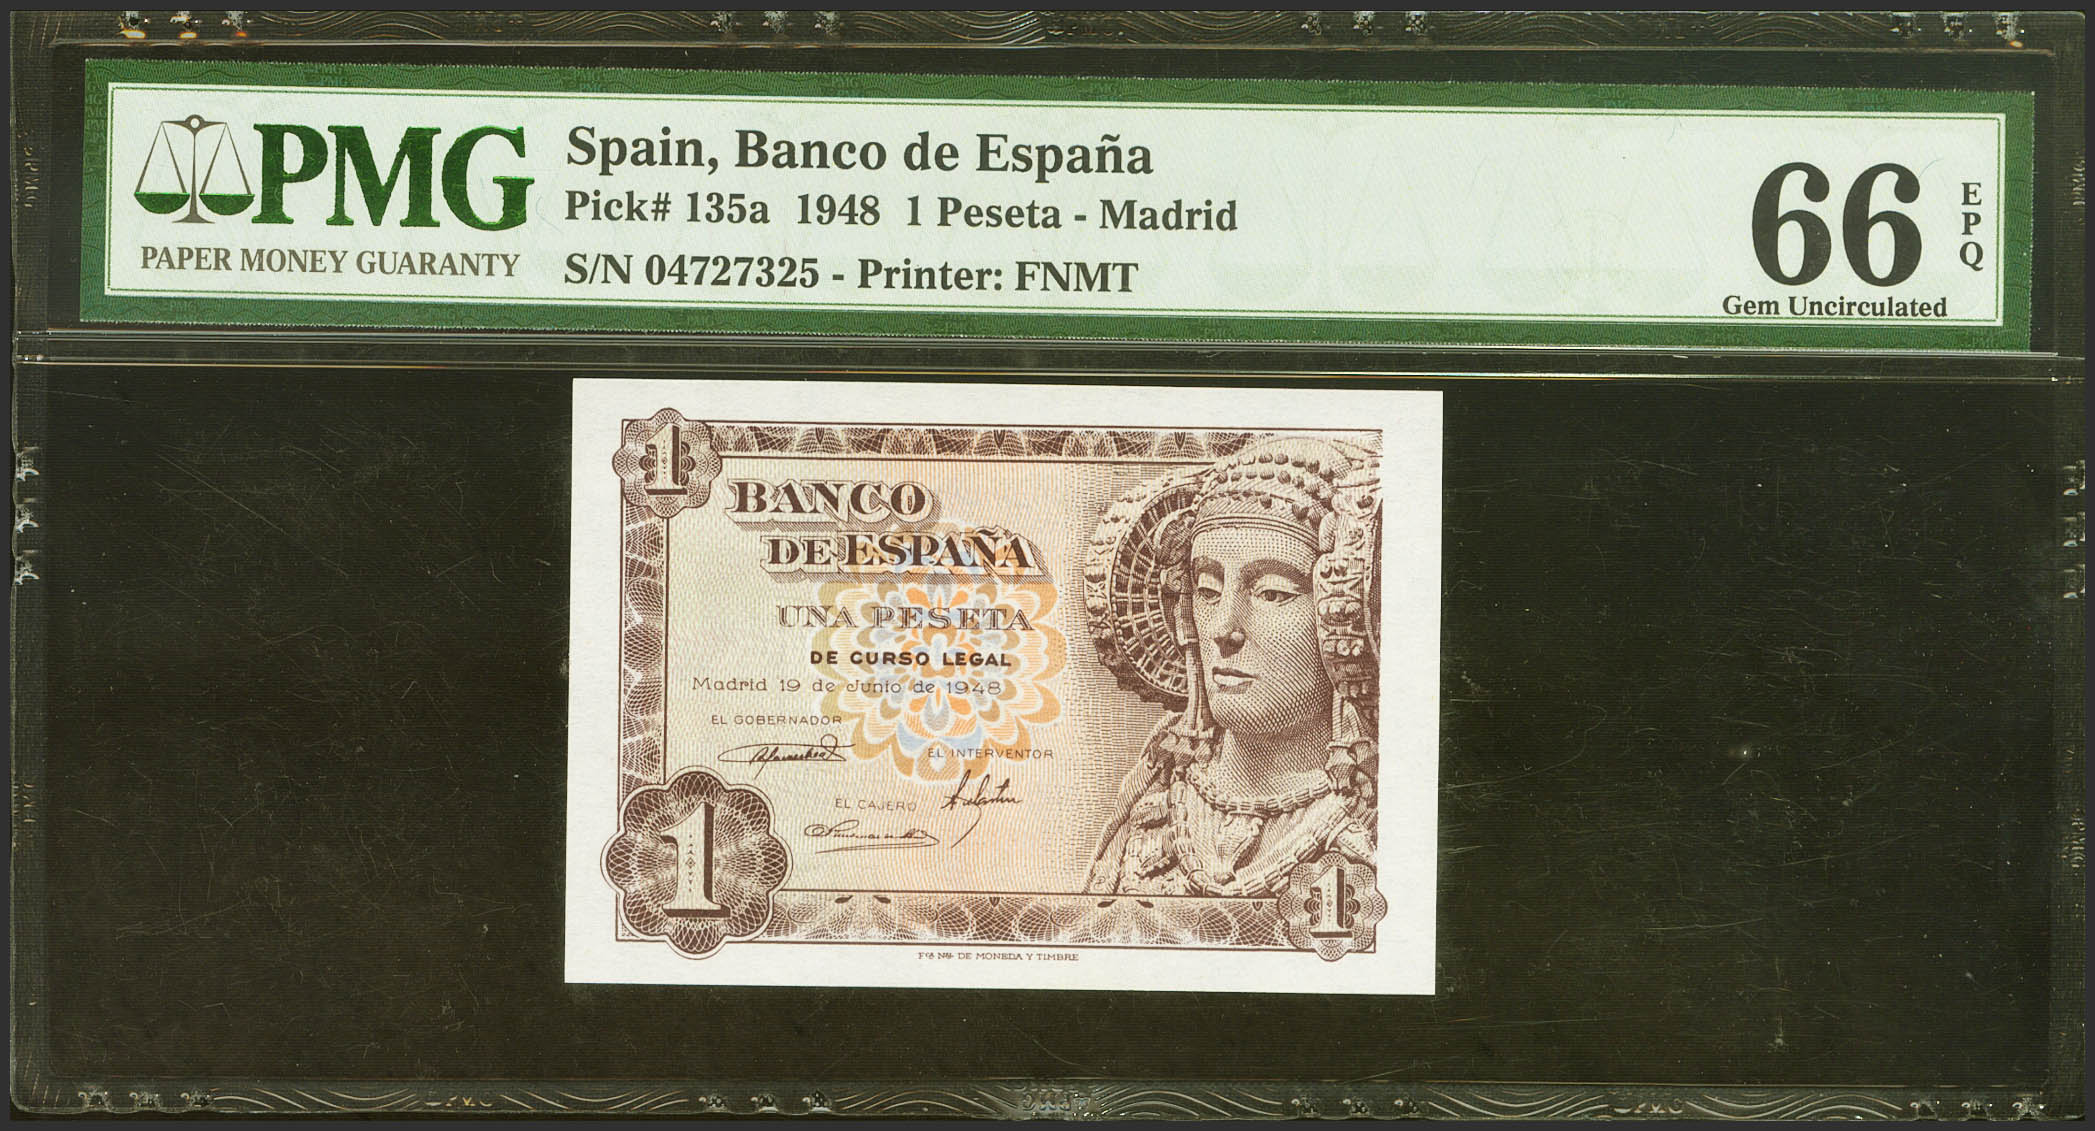 PMG
PAPER MONEY GUARANTY
Spain, Banco de España
Pick# 135a 1948 1 Peseta - Madrid
S/N 04727325 - Printer: FNMT
66
EPQ
Gem Uncirculated
1
BANCO
DE ESPAÑA
UNA PESETA
DE CURSO LEGAL
Madrid 19 de Junio de 1948
EL GOBERNADOR
EL INTERVENTOR
EL CAJERO
1
1
DE MONEDA Y TIMBRE